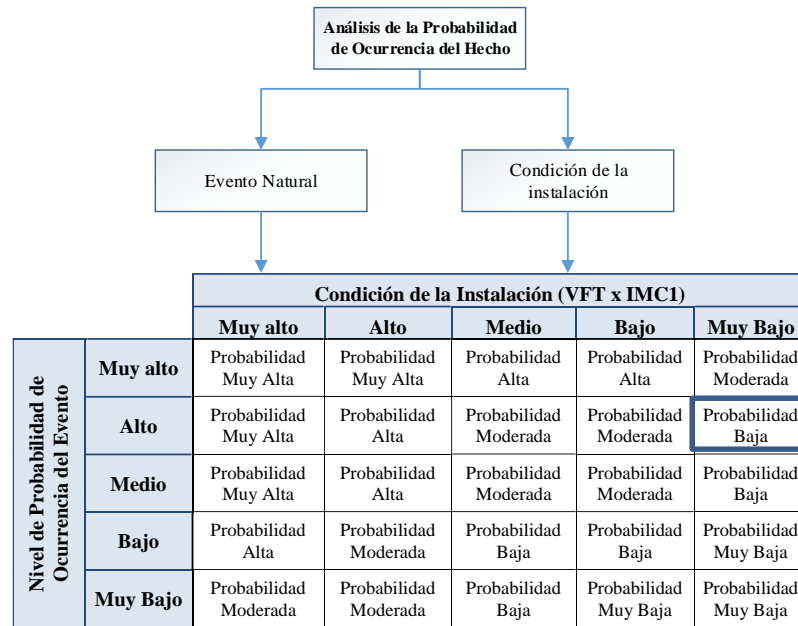 Análisis de la Probabilidad
de Ocurrencia del Hecho
Evento Natural
Condición de la
instalación
Condición de la Instalación (VFT x IMC1)
Muy alto Alto Medio Bajo Muy Bajo
Nivel de Probabilidad de
Ocurrencia del Evento
Muy alto
Probabilidad Probabilidad Probabilidad Probabilidad Probabilidad
Muy Alta Muy Alta Alta Alta Moderada
Alto
Probabilidad Probabilidad Probabilidad Probabilidad Probabilidad
Muy Alta Alta Moderada Moderada Baja
Medio
Probabilidad Probabilidad Probabilidad Probabilidad Probabilidad
Muy Alta Alta Moderada Moderada Baja
Bajo
Probabilidad Probabilidad Probabilidad Probabilidad Probabilidad
Alta Moderada Baja Baja Muy Baja
Muy Bajo
Probabilidad Probabilidad Probabilidad Probabilidad Probabilidad
Moderada Moderada Baja Muy Baja Muy Baja